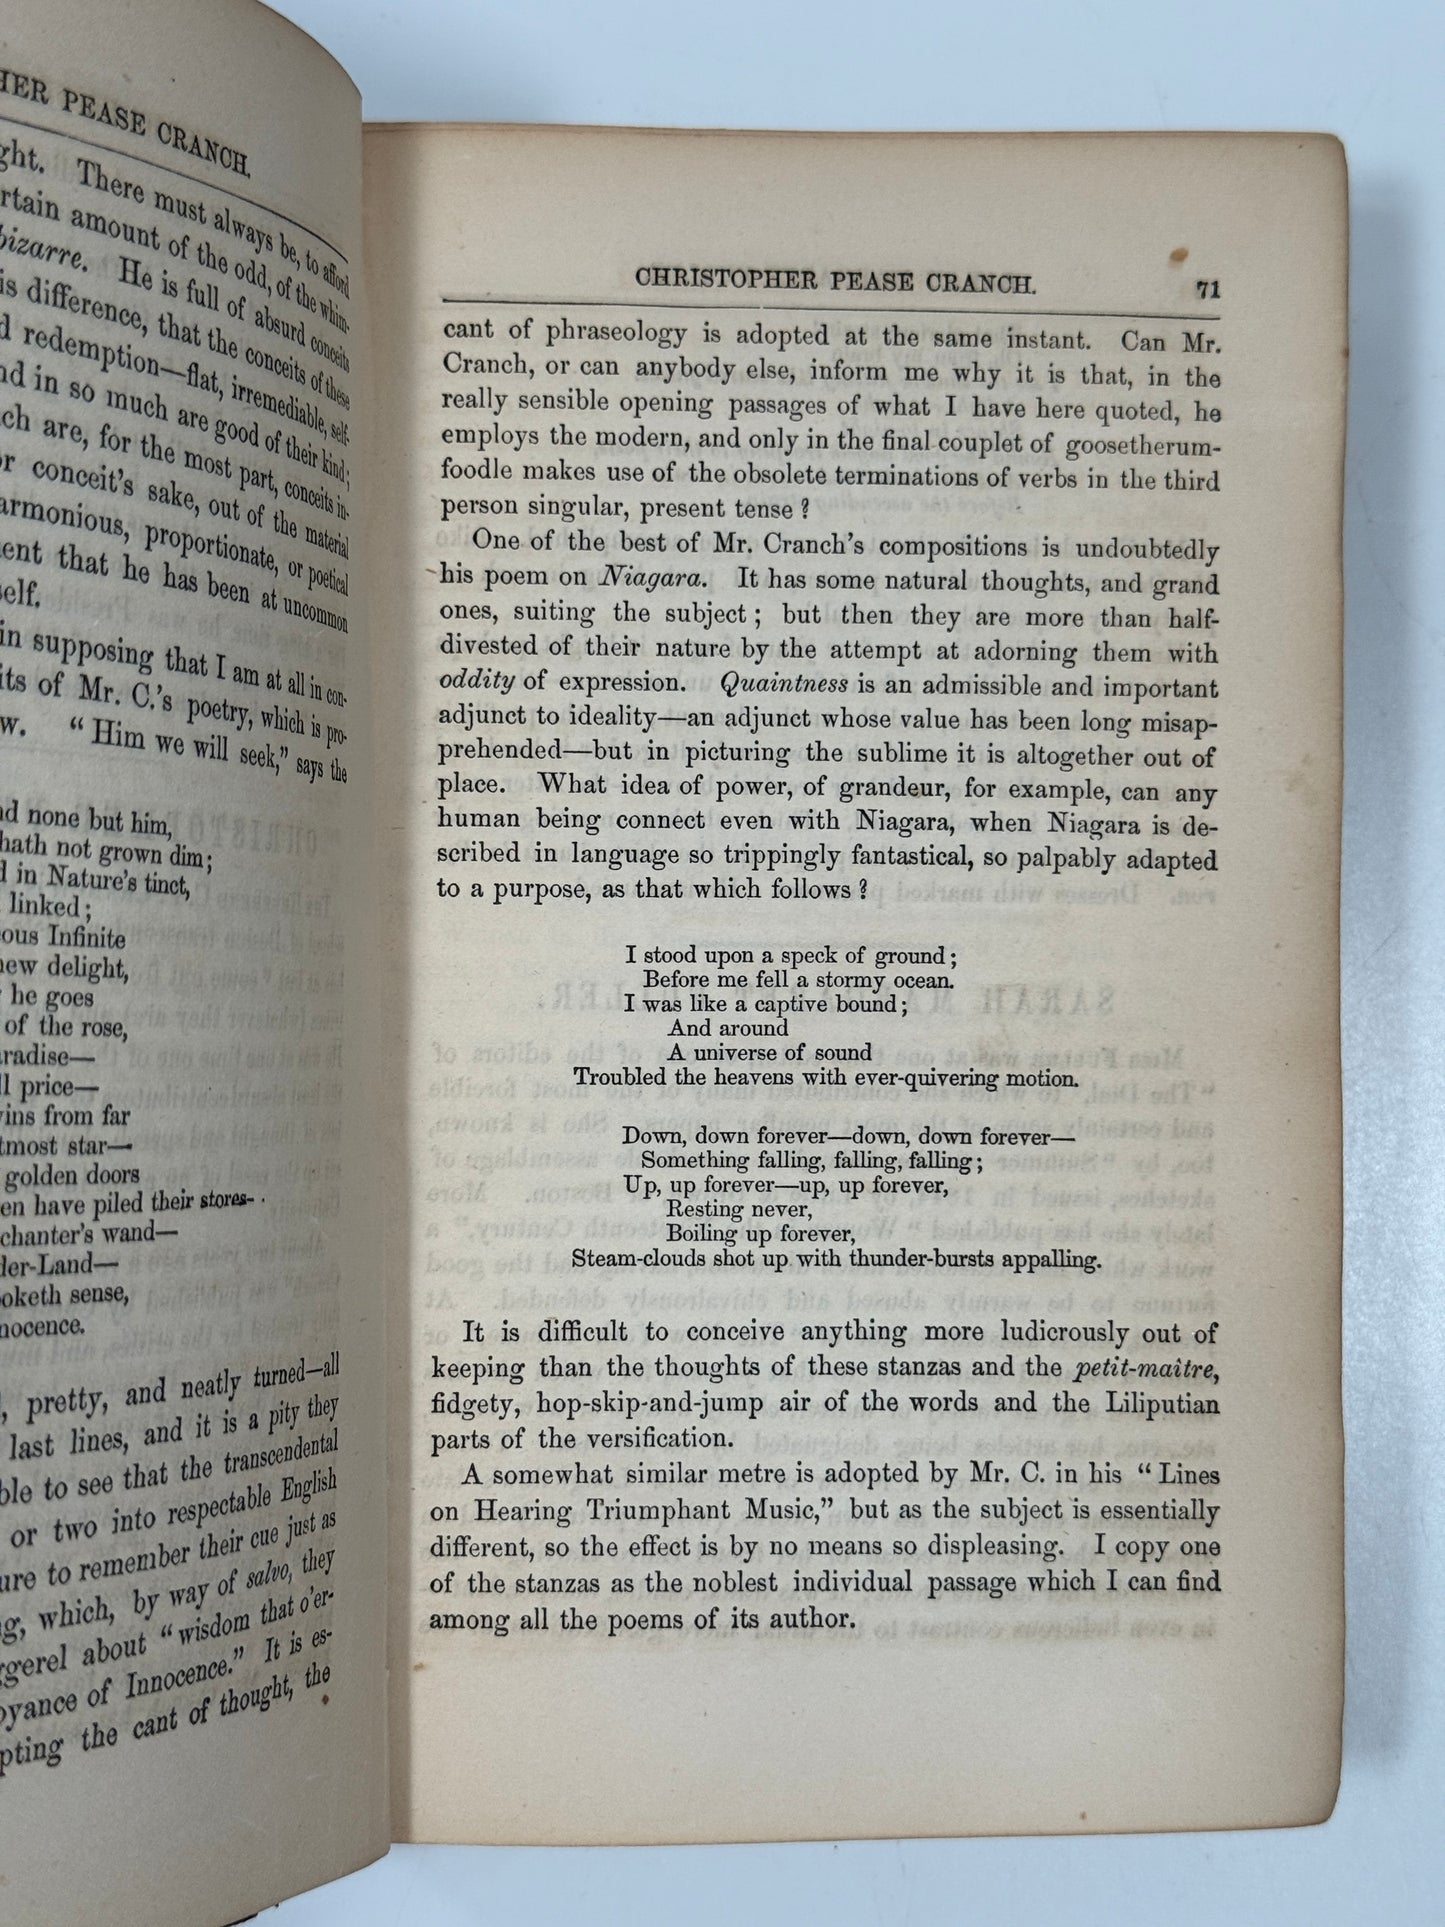 HER PEASE CRANCH.
ght. There must always be, to afford
rtain amount of the odd, of the whim-
bizarre. He is full of absurd conceits
is difference, that the conceits of these
d redemption—flat, irremediable, self-
nd in so much are good of their kind;
ch are, for the most part, conceits in-
or conceit's sake, out of the material
armonious, proportionate, or poetical
ent that he has been at uncommon
self.
in supposing that I am at all in con-
its of Mr. C.'s poetry, which is pro-
w. "Him we will seek," says the
nd none but him,
hath not grown dim;
d in Nature's tinct,
linked;
ous Infinite
new delight,
he goes
of the rose,
radise—
ll price—
ins from far
tmost star—
golden doors
en have piled their stores-
chanter's wand—
der-Land—
oketh sense,
nocence.
, pretty, and neatly turned—all
last lines, and it is a pity they
ble to see that the transcendental
or two into respectable English
ure to remember their cue just as
g, which, by way of salvo, they
ggerel about "wisdom that o'er-
oyance of Innocence." It is es-
pting the cant of thought, the
CHRISTOPHER PEASE CRANCH. 71
cant of phraseology is adopted at the same instant. Can Mr.
Cranch, or can anybody else, inform me why it is that, in the
really sensible opening passages of what I have here quoted, he
employs the modern, and only in the final couplet of goosetherum-
foodle makes use of the obsolete terminations of verbs in the third
person singular, present tense?
One of the best of Mr. Cranch's compositions is undoubtedly
his poem on Niagara. It has some natural thoughts, and grand
ones, suiting the subject; but then they are more than half-
divested of their nature by the attempt at adorning them with
oddity of expression. Quaintness is an admissible and important
adjunct to ideality—an adjunct whose value has been long misap-
prehended—but in picturing the sublime it is altogether out of
place. What idea of power, of grandeur, for example, can any
human being connect even with Niagara, when Niagara is de-
scribed in language so trippingly fantastical, so palpably adapted
to a purpose, as that which follows?
I stood upon a speck of ground;
Before me fell a stormy ocean.
I was like a captive bound;
And around
A universe of sound
Troubled the heavens with ever-quivering motion.
Down, down forever—down, down forever—
Something falling, falling, falling;
Up, up forever—up, up forever,
Resting never,
Boiling up forever,
Steam-clouds shot up with thunder-bursts appalling.
It is difficult to conceive anything more ludicrously out of
keeping than the thoughts of these stanzas and the petit-maître,
fidgety, hop-skip-and-jump air of the words and the Liliputian
parts of the versification.
A somewhat similar metre is adopted by Mr. C. in his "Lines
on Hearing Triumphant Music," but as the subject is essentially
different, so the effect is by no means so displeasing. I copy one
of the stanzas as the noblest individual passage which I can find
among all the poems of its author.